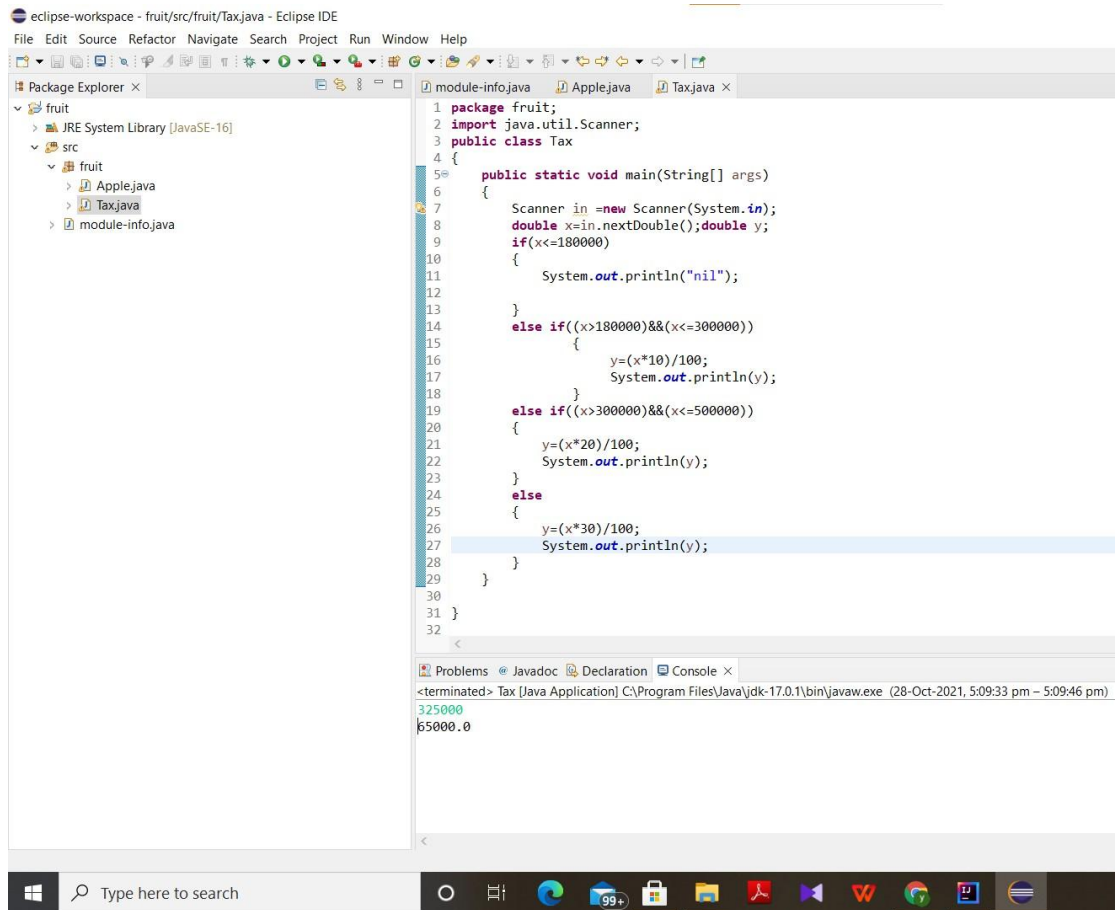 eclipse-workspace - fruit/src/fruit/Tax.java - Eclipse IDE
File Edit Source Refactor Navigate Search Project Run Window Help
Package Explorer
fruit
JRE System Library [JavaSE-16]
src
fruit
Apple.java
Tax.java
module-info.java
module-info.java Apple.java Tax.java
1 package fruit;
2 import java.util.Scanner;
3 public class Tax
4 {
5 public static void main(String[] args)
6 {
7 Scanner in =new Scanner(System.in);
8 double x=in.nextDouble();double y;
9 if(x<=180000)
10 {
11 System.out.println("nil");
12
13 }
14 else if((x>180000)&&(x<=300000))
15 {
16 y=(x*10)/100;
17 System.out.println(y);
18 }
19 else if((x>300000)&&(x<=500000))
20 {
21 y=(x*20)/100;
22 System.out.println(y);
23 }
24 else
25 {
26 y=(x*30)/100;
27 System.out.println(y);
28 }
29 }
30
31 }
32
Problems @ Javadoc Declaration Console
<terminated> Tax [Java Application] C:\Program Files\Java\jdk-17.0.1\bin\javaw.exe (28-Oct-2021, 5:09:33 pm – 5:09:46 pm)
325000
65000.0
Type here to search
99+